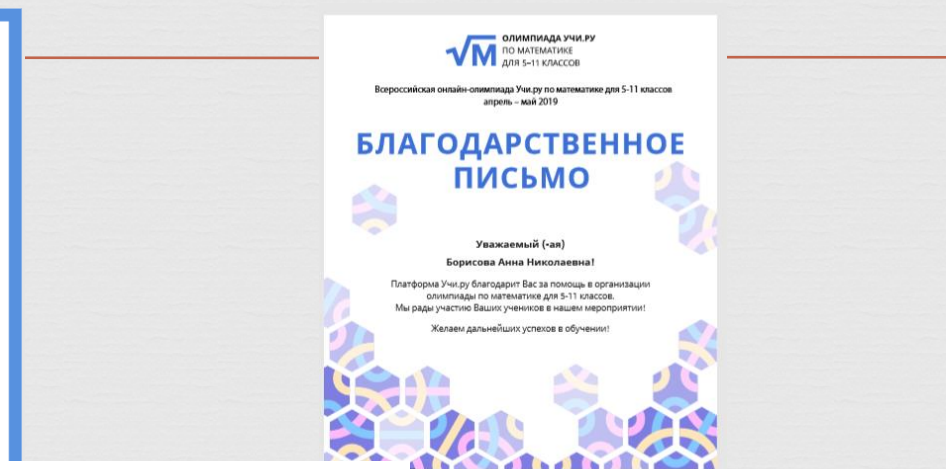 √М
ОЛИМПИАДА УЧИ.РУ
ПО МАТЕМАТИКЕ
ДЛЯ 5–11 КЛАССОВ
Всероссийская онлайн-олимпиада Учи.ру по математике для 5-11 классов
апрель – май 2019
БЛАГОДАРСТВЕННОЕ
ПИСЬМО
Уважаемый (-ая)
Борисова Анна Николаевна!
Платформа Учи.ру благодарит Вас за помощь в организации
олимпиады по математике для 5-11 классов.
Мы рады участию Ваших учеников в нашем мероприятии!
Желаем дальнейших успехов в обучении!